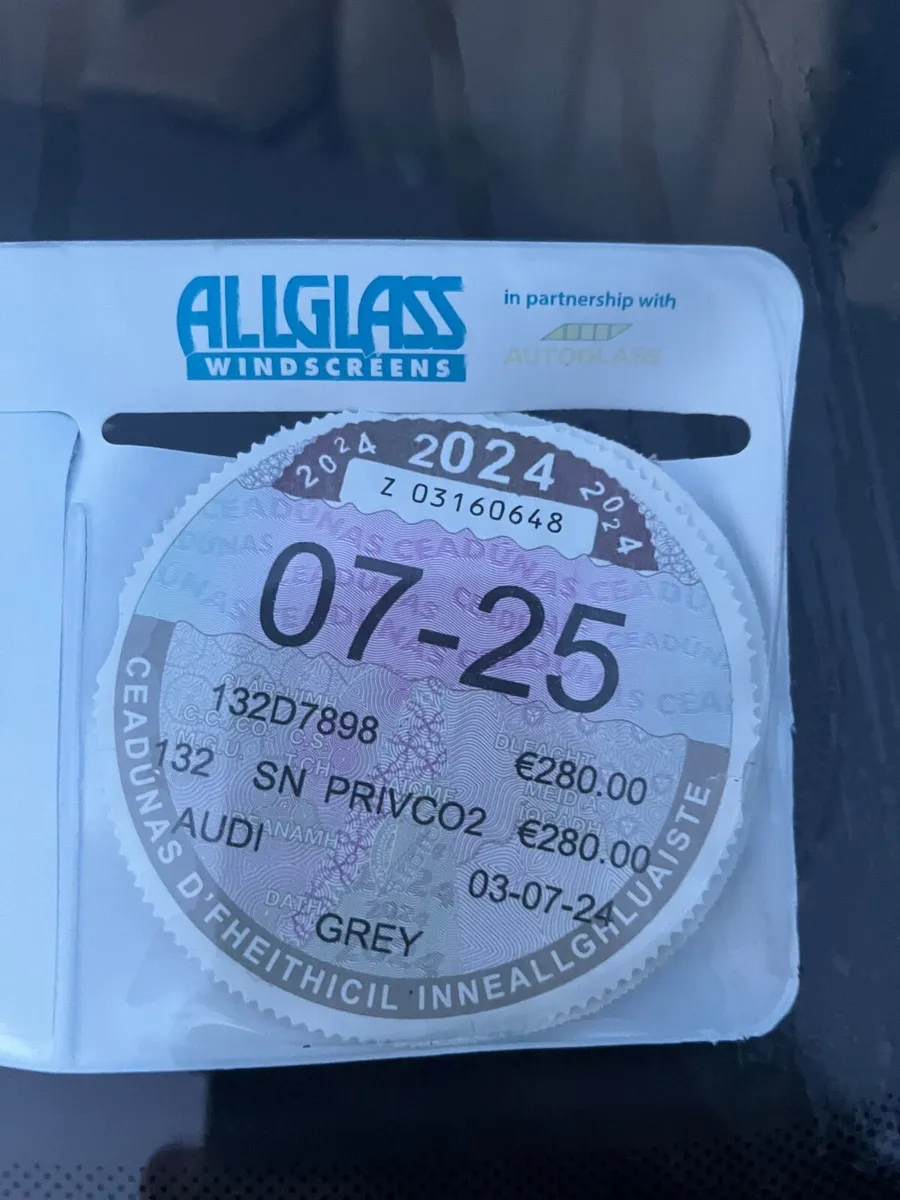 ALLGLASS
WINDSCREENS
in partnership with
AUTOGLASS
2024 2024 2024
Z 03160648
07-25
132D7898
€280.00
132 SN PRIVCO2
€280.00
AUDI
03-07-24
GREY
CEADÚNAS D'FHEITHICIL INNEALLGHLUAISTE